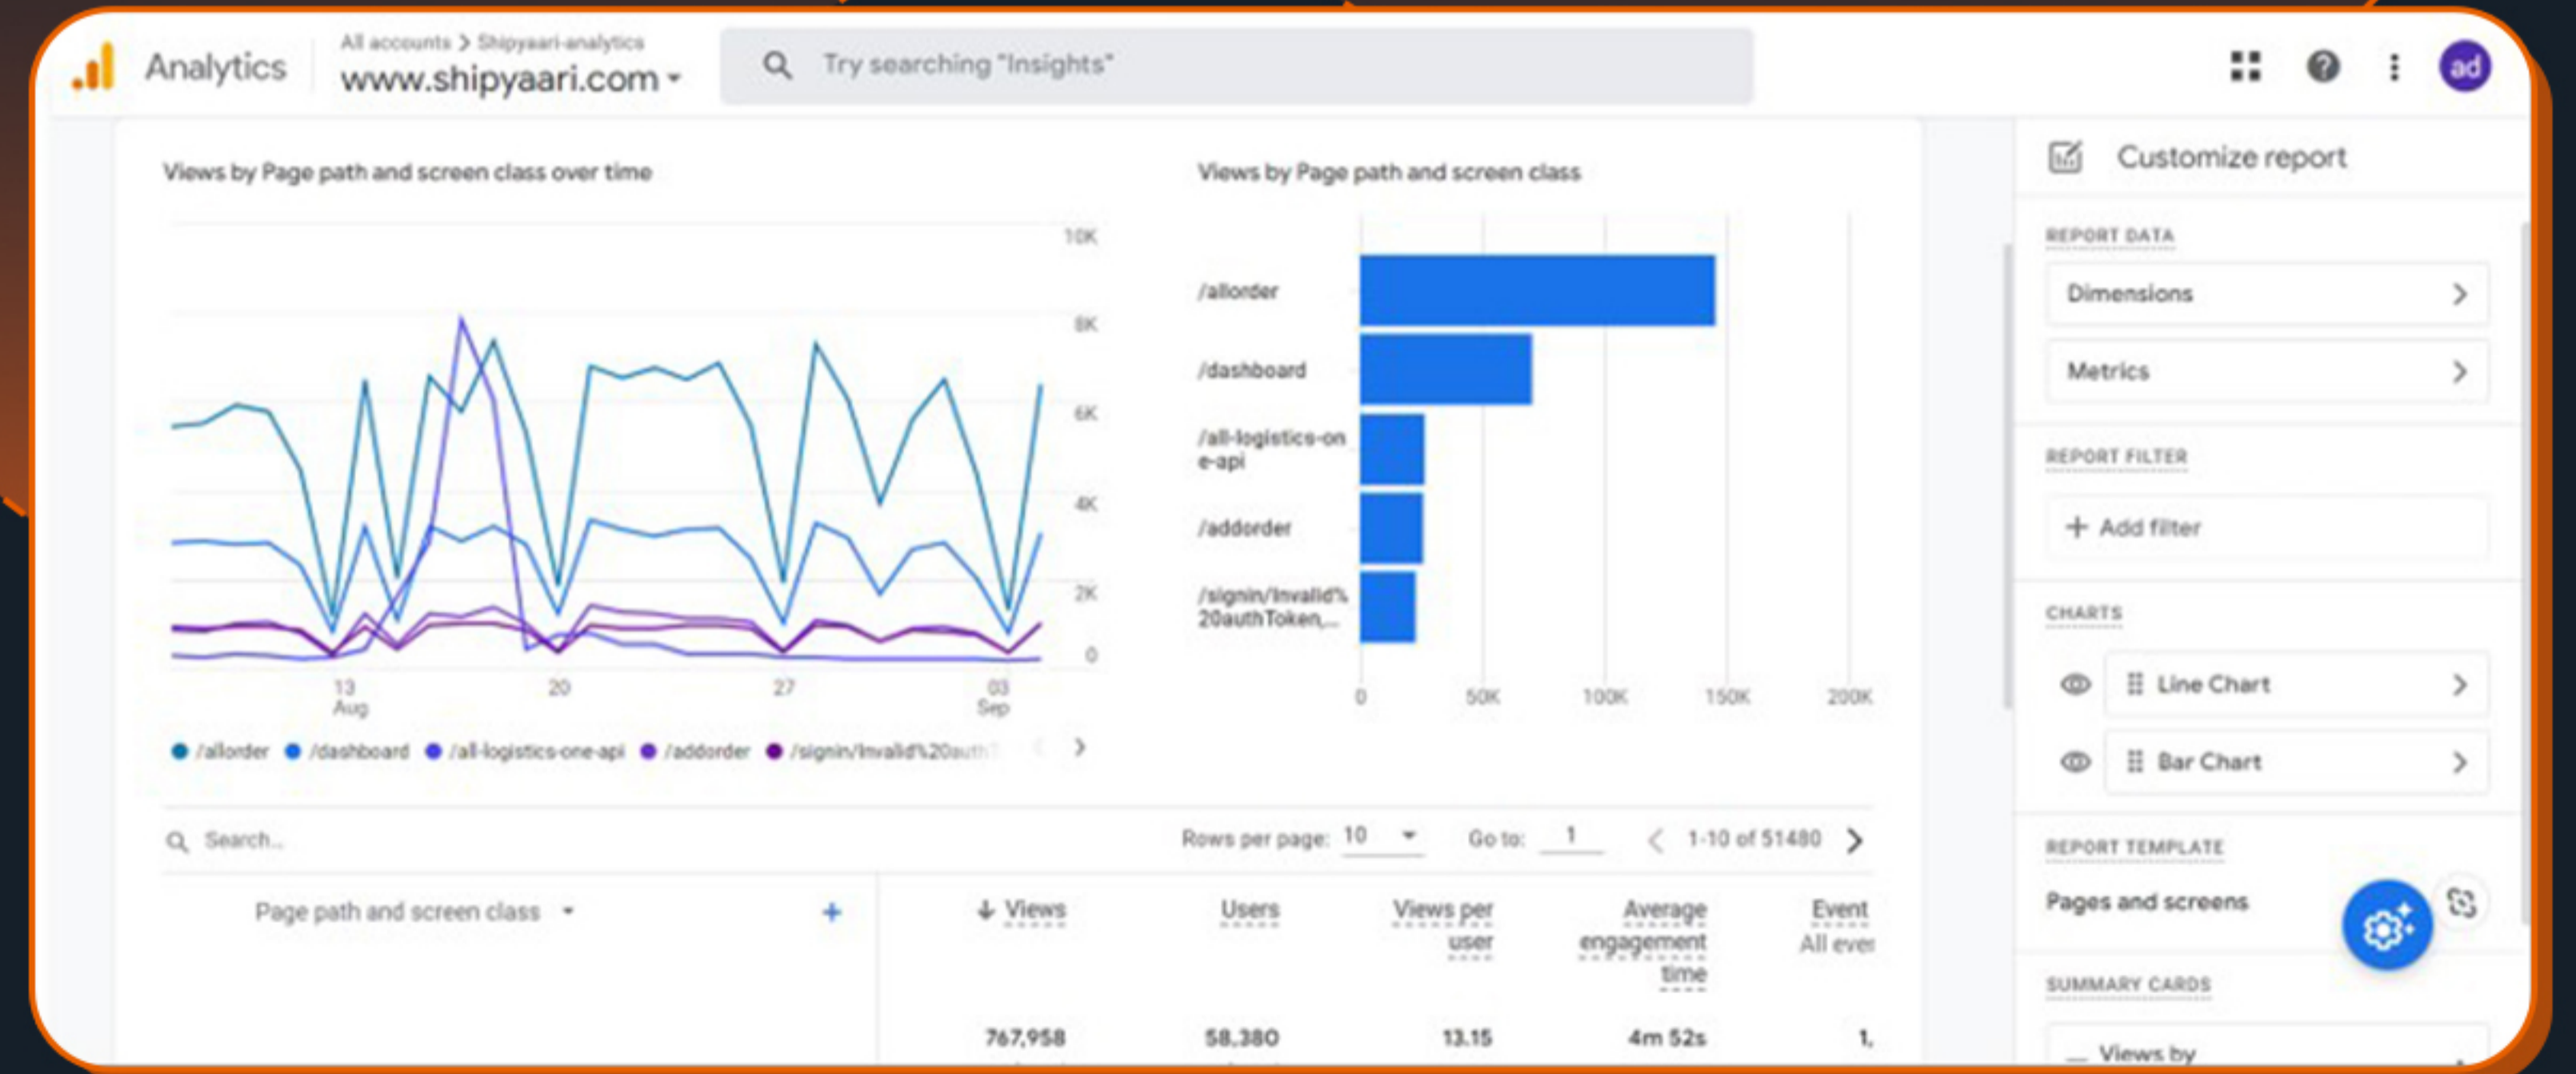 All accounts > Shipyaari-analytics
Analytics
www.shipyaari.com
Try searching "Insights"
ad
Views by Page path and screen class over time
10K
8K
6K
4K
2K
0
13
Aug
20
27
03
Sep
/allorder
/dashboard
/all-logistics-one-api
/addorder
/signin/Invalid%20auth
Views by Page path and screen class
/allorder
/dashboard
/all-logistics-on
e-api
/addorder
/signin/Invalid%
20authToken,...
0
50K
100K
150K
200K
Search...
Rows per page: 10
Go to: 1
1-10 of 51480
Page path and screen class
+
Views
Users
Views per
user
Average
engagement
time
Event
All ever
767,958
58,380
13.15
4m 52s
1,
Customize report
REPORT DATA
Dimensions
Metrics
REPORT FILTER
+ Add filter
CHARTS
Line Chart
Bar Chart
REPORT TEMPLATE
Pages and screens
SUMMARY CARDS
Views by